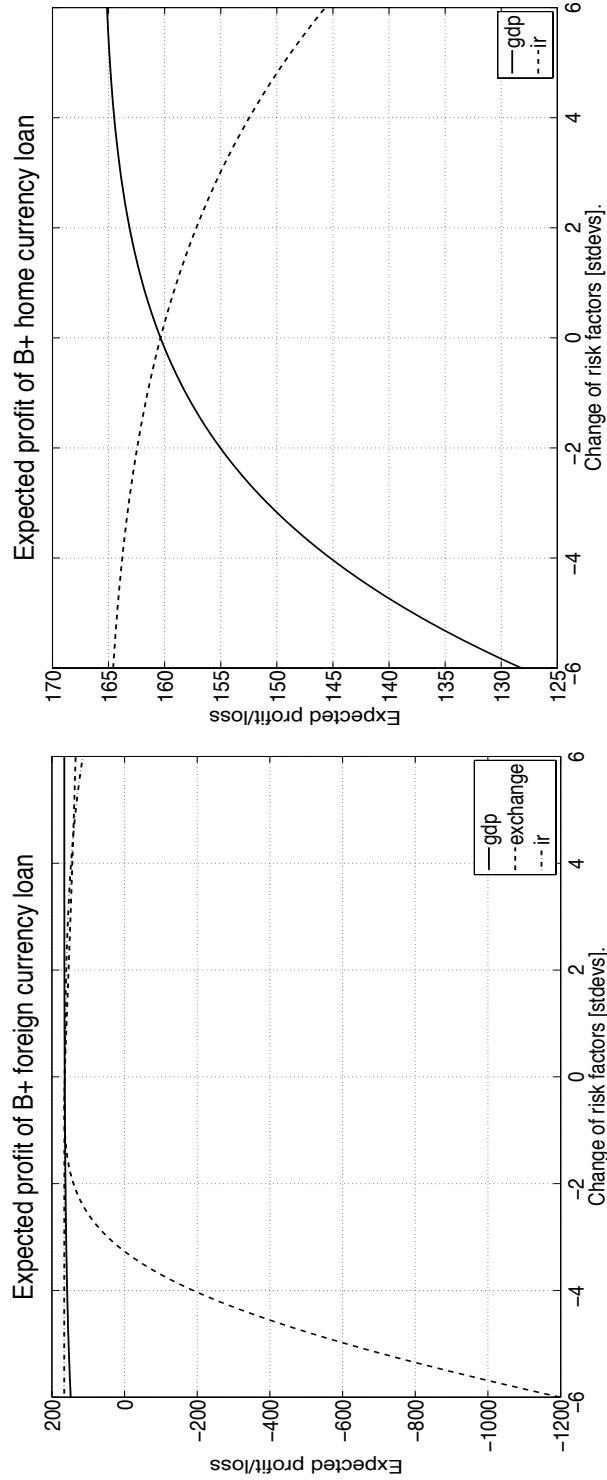 Expected profit of B+ foreign currency loan
Expected profit/loss
200
0
-200
-400
-600
-800
-1000
-1200
-6
-4
-2
0
2
4
6
Change of risk factors [stdevs].
gdp
exchange
ir
Expected profit of B+ home currency loan
Expected profit/loss
170
165
160
155
150
145
140
135
130
125
-6
-4
-2
0
2
4
6
Change of risk factors [stdevs].
gdp
ir